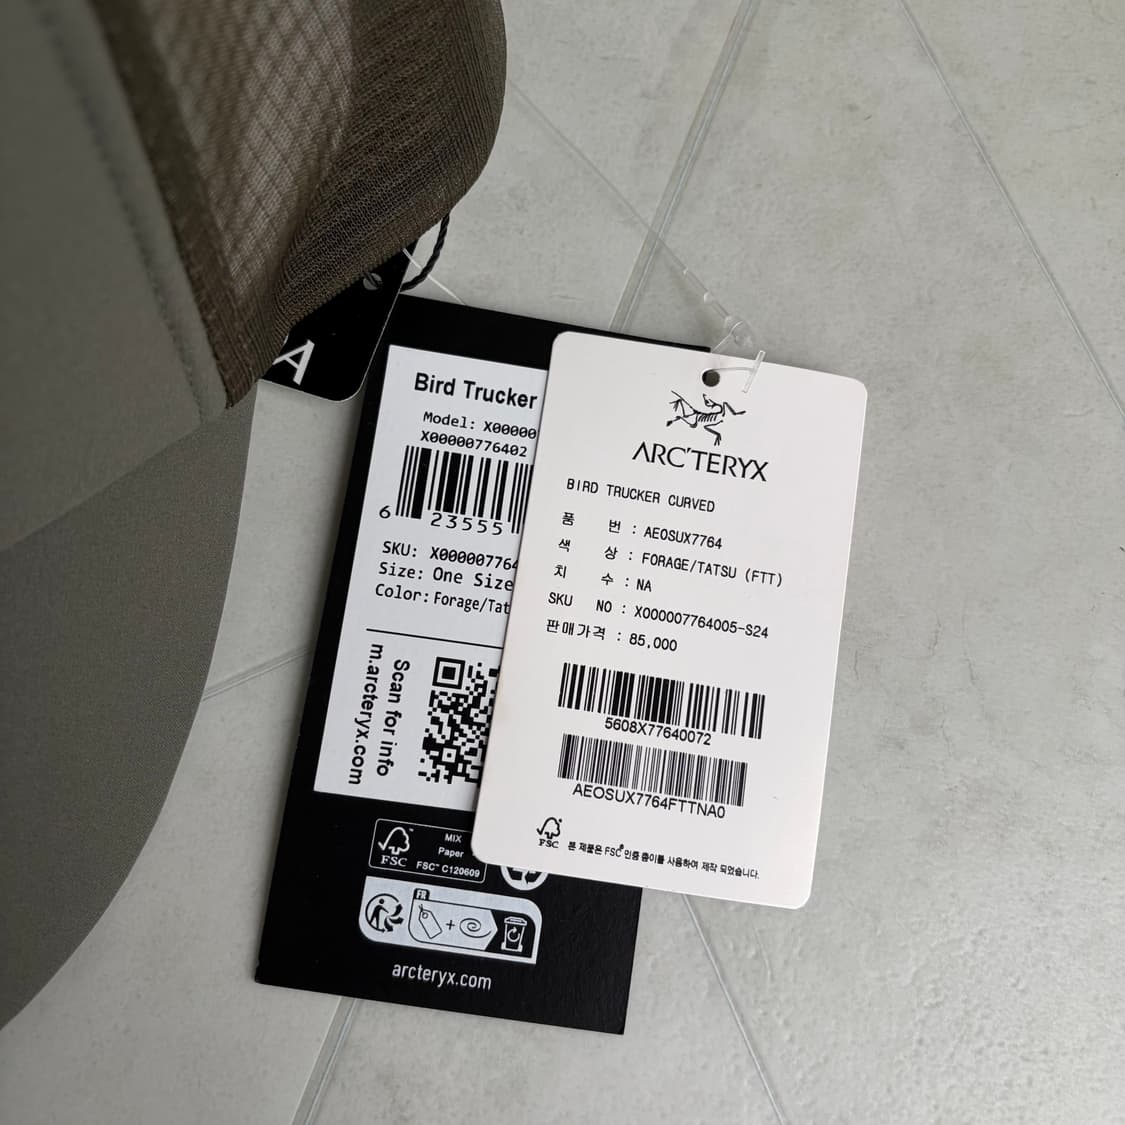 A
Bird Trucker
Model: X00000
X00000776402
6 23555
SKU: X000007764
Size: One Size
Color: Forage/Tat
Scan for info
m.arcteryx.com
FSC
MIX
Paper
FSC™ C120609
FR
+
arcteryx.com
ARC'TERYX
BIRD TRUCKER CURVED
품 번 : AEOSUX7764
색 상 : FORAGE/TATSU (FTT)
치 수 : NA
SKU NO : X000007764005-S24
판매가격 : 85,000
5608X77640072
AEOSUX7764FTTNA0
FSC
본 제품은 FSC® 인증 종이를 사용하여 제작 되었습니다.